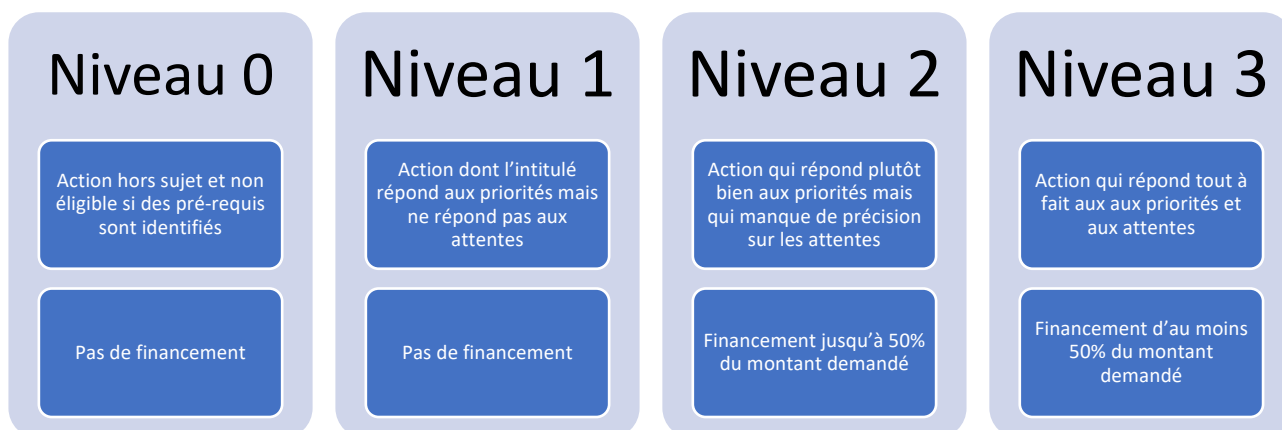 Niveau 0
Action hors sujet et non
éligible si des pré-requis
sont identifiés
Pas de financement
Niveau 1
Action dont l’intitulé
répond aux priorités mais
ne répond pas aux
attentes
Pas de financement
Niveau 2
Action qui répond plutôt
bien aux priorités mais
qui manque de précision
sur les attentes
Financement jusqu’à 50%
du montant demandé
Niveau 3
Action qui répond tout à
fait aux aux priorités et
aux attentes
Financement d’au moins
50% du montant
demandé